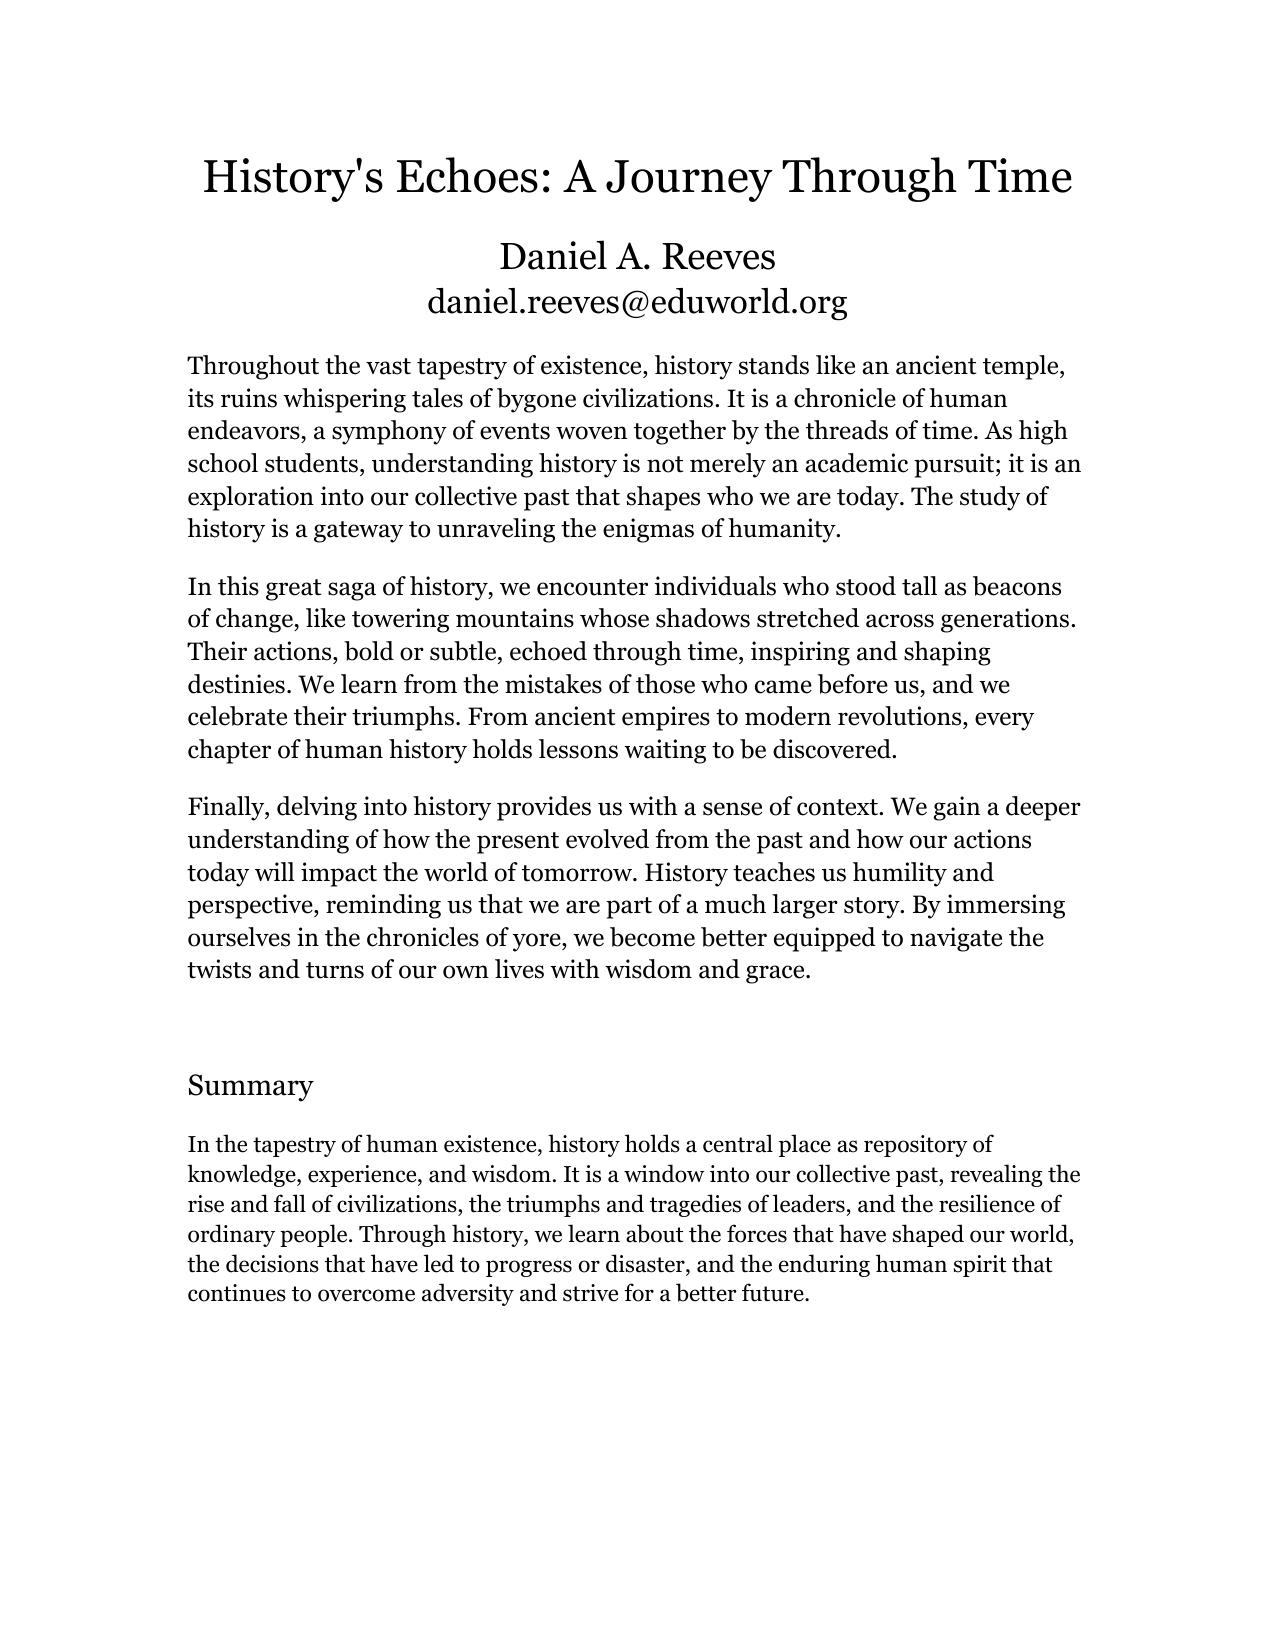 History's Echoes: A Journey Through Time
Daniel A. Reeves
daniel.reeves@eduworld.org
Throughout the vast tapestry of existence, history stands like an ancient temple,
its ruins whispering tales of bygone civilizations. It is a chronicle of human
endeavors, a symphony of events woven together by the threads of time. As high
school students, understanding history is not merely an academic pursuit; it is an
exploration into our collective past that shapes who we are today. The study of
history is a gateway to unraveling the enigmas of humanity.
In this great saga of history, we encounter individuals who stood tall as beacons
of change, like towering mountains whose shadows stretched across generations.
Their actions, bold or subtle, echoed through time, inspiring and shaping
destinies. We learn from the mistakes of those who came before us, and we
celebrate their triumphs. From ancient empires to modern revolutions, every
chapter of human history holds lessons waiting to be discovered.
Finally, delving into history provides us with a sense of context. We gain a deeper
understanding of how the present evolved from the past and how our actions
today will impact the world of tomorrow. History teaches us humility and
perspective, reminding us that we are part of a much larger story. By immersing
ourselves in the chronicles of yore, we become better equipped to navigate the
twists and turns of our own lives with wisdom and grace.
Summary
In the tapestry of human existence, history holds a central place as repository of
knowledge, experience, and wisdom. It is a window into our collective past, revealing the
rise and fall of civilizations, the triumphs and tragedies of leaders, and the resilience of
ordinary people. Through history, we learn about the forces that have shaped our world,
the decisions that have led to progress or disaster, and the enduring human spirit that
continues to overcome adversity and strive for a better future.